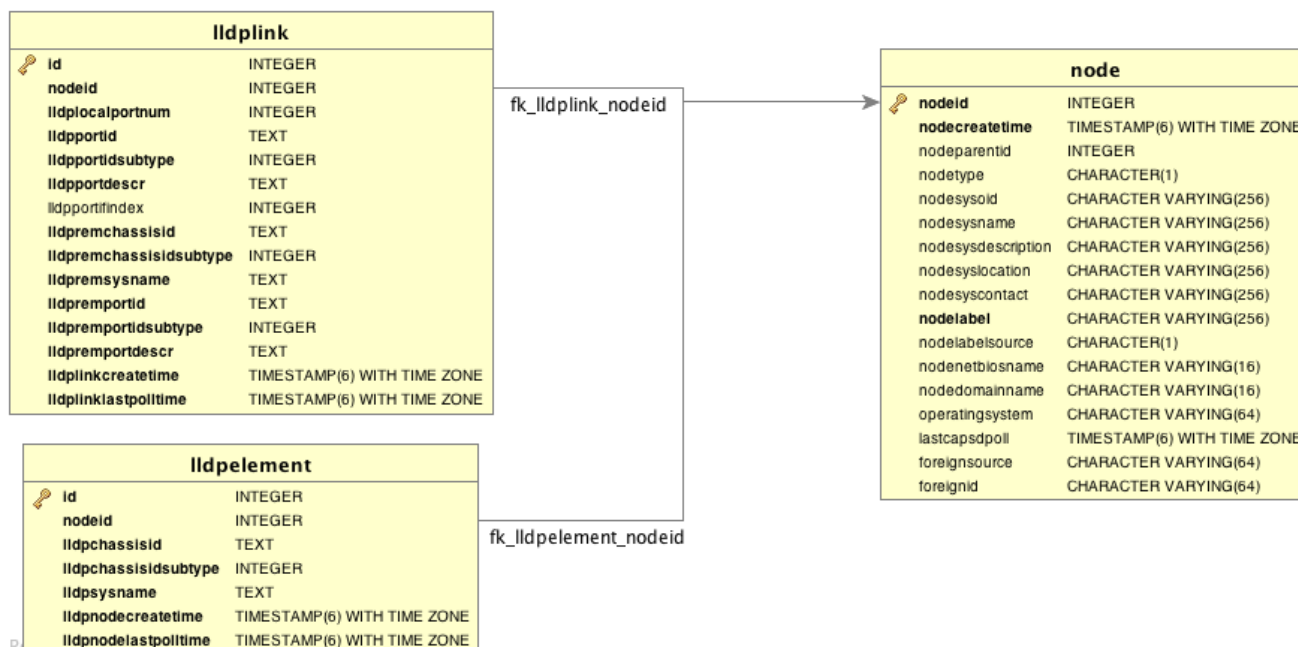 lldplink
id INTEGER
nodeid INTEGER
lldplocalportnum INTEGER
lldpportid TEXT
lldpportidsubtype INTEGER
lldpportdescr TEXT
lldpportifindex INTEGER
lldpremchassisid TEXT
lldpremchassisidsubtype INTEGER
lldpremsysname TEXT
lldpremportid TEXT
lldpremportidsubtype INTEGER
lldpremportdescr TEXT
lldplinkcreatetime TIMESTAMP(6) WITH TIME ZONE
lldplinklastpolltime TIMESTAMP(6) WITH TIME ZONE
fk_lldplink_nodeid
node
nodeid INTEGER
nodecreatetime TIMESTAMP(6) WITH TIME ZONE
nodeparentid INTEGER
nodetype CHARACTER(1)
nodesysoid CHARACTER VARYING(256)
nodesysname CHARACTER VARYING(256)
nodesysdescription CHARACTER VARYING(256)
nodesyslocation CHARACTER VARYING(256)
nodesyscontact CHARACTER VARYING(256)
nodelabel CHARACTER VARYING(256)
nodelabelsource CHARACTER(1)
nodenetbiosname CHARACTER VARYING(16)
nodedomainname CHARACTER VARYING(16)
operatingsystem CHARACTER VARYING(64)
lastcapsdpoll TIMESTAMP(6) WITH TIME ZONE
foreignsource CHARACTER VARYING(64)
foreignid CHARACTER VARYING(64)
lldpelement
id INTEGER
nodeid INTEGER
lldpchassisid TEXT
lldpchassisidsubtype INTEGER
lldpsysname TEXT
lldpnodecreatetime TIMESTAMP(6) WITH TIME ZONE
lldpnodelastpolltime TIMESTAMP(6) WITH TIME ZONE
fk_lldpelement_nodeid